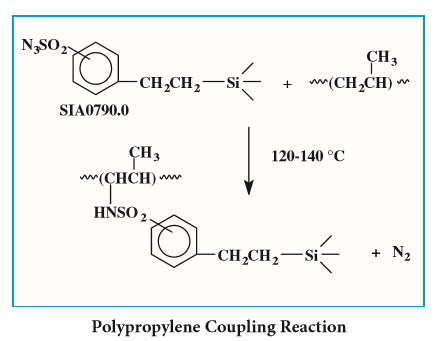 N₃SO₂
CH₃
CH₂CH₂ Si + (CH₂CH)
SIA0790.0
120-140 °C
CH₃
(CHCH)
HNSO₂
CH₂CH₂ Si + N₂
Polypropylene Coupling Reaction